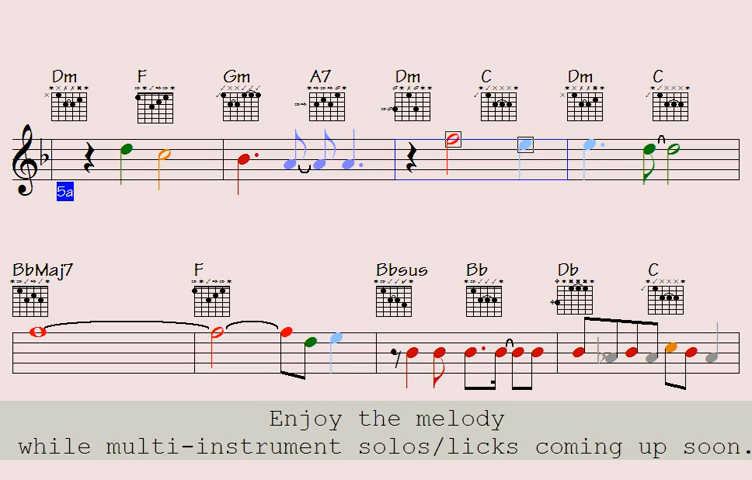 Dm F Gm A7 Dm C Dm C
5a
BbMaj7 F Bbsus Bb Db C
Enjoy the melody
while multi-instrument solos/licks coming up soon.